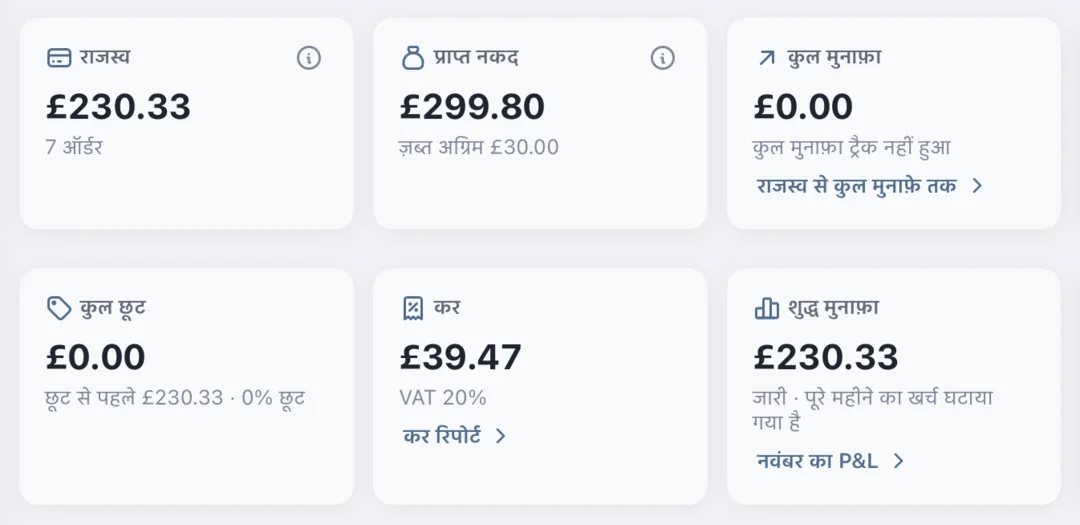 राजस्व
£230.33
7 ऑर्डर
प्राप्त नकद
£299.80
ज़ब्त अग्रिम £30.00
कुल मुनाफ़ा
£0.00
कुल मुनाफ़ा ट्रैक नहीं हुआ
राजस्व से कुल मुनाफ़े तक
कुल छूट
£0.00
छूट से पहले £230.33 · 0% छूट
कर
£39.47
VAT 20%
कर रिपोर्ट
शुद्ध मुनाफ़ा
£230.33
जारी · पूरे महीने का खर्च घटाया
गया है
नवंबर का P&L